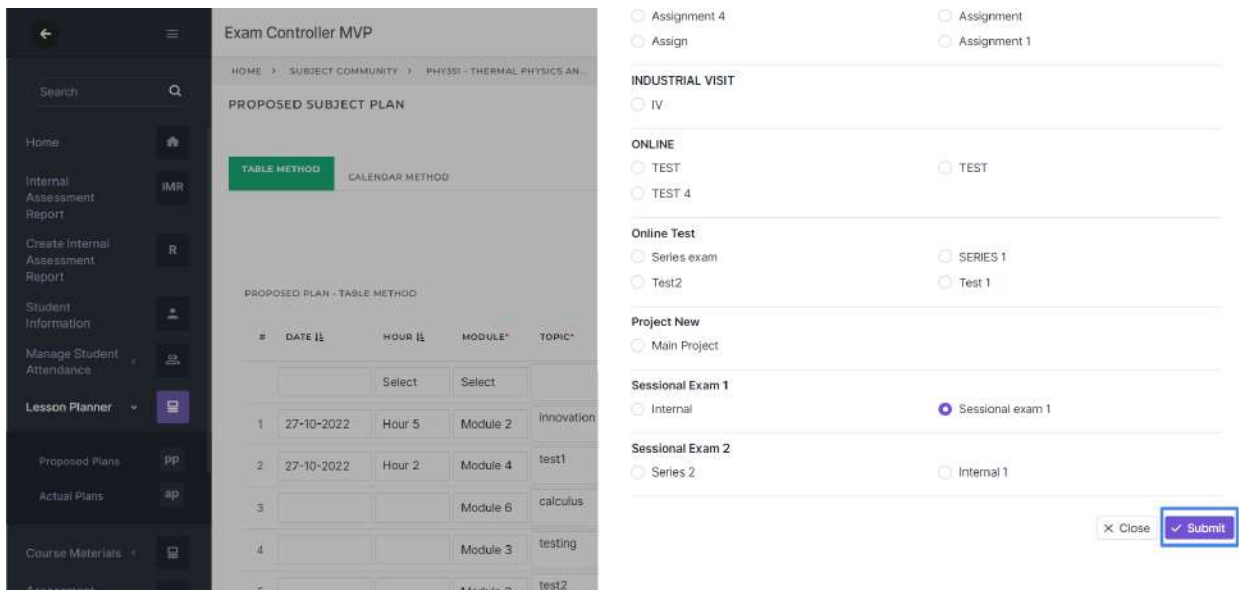 Exam Controller MVP
Search
HOME > SUBJECT COMMUNITY > PHY351 - THERMAL PHYSICS AN...
PROPOSED SUBJECT PLAN
Home
Internal
Assessment
Report
IMR
Create Internal
Assessment
Report
R
Student
Information
Manage Student
Attendance
Lesson Planner
Proposed Plans
PP
Actual Plans
ap
Course Materials
TABLE METHOD
CALENDAR METHOD
PROPOSED PLAN - TABLE METHOD
# DATE HOUR MODULE* TOPIC*
Select Select
1 27-10-2022 Hour 5 Module 2 innovation
2 27-10-2022 Hour 2 Module 4 test1
3 Module 6 calculus
4 Module 3 testing
test2
Assignment 4 Assignment
Assign Assignment 1
INDUSTRIAL VISIT
IV
ONLINE
TEST TEST
TEST 4
Online Test
Series exam SERIES 1
Test2 Test 1
Project New
Main Project
Sessional Exam 1
Internal Sessional exam 1
Sessional Exam 2
Series 2 Internal 1
Close Submit